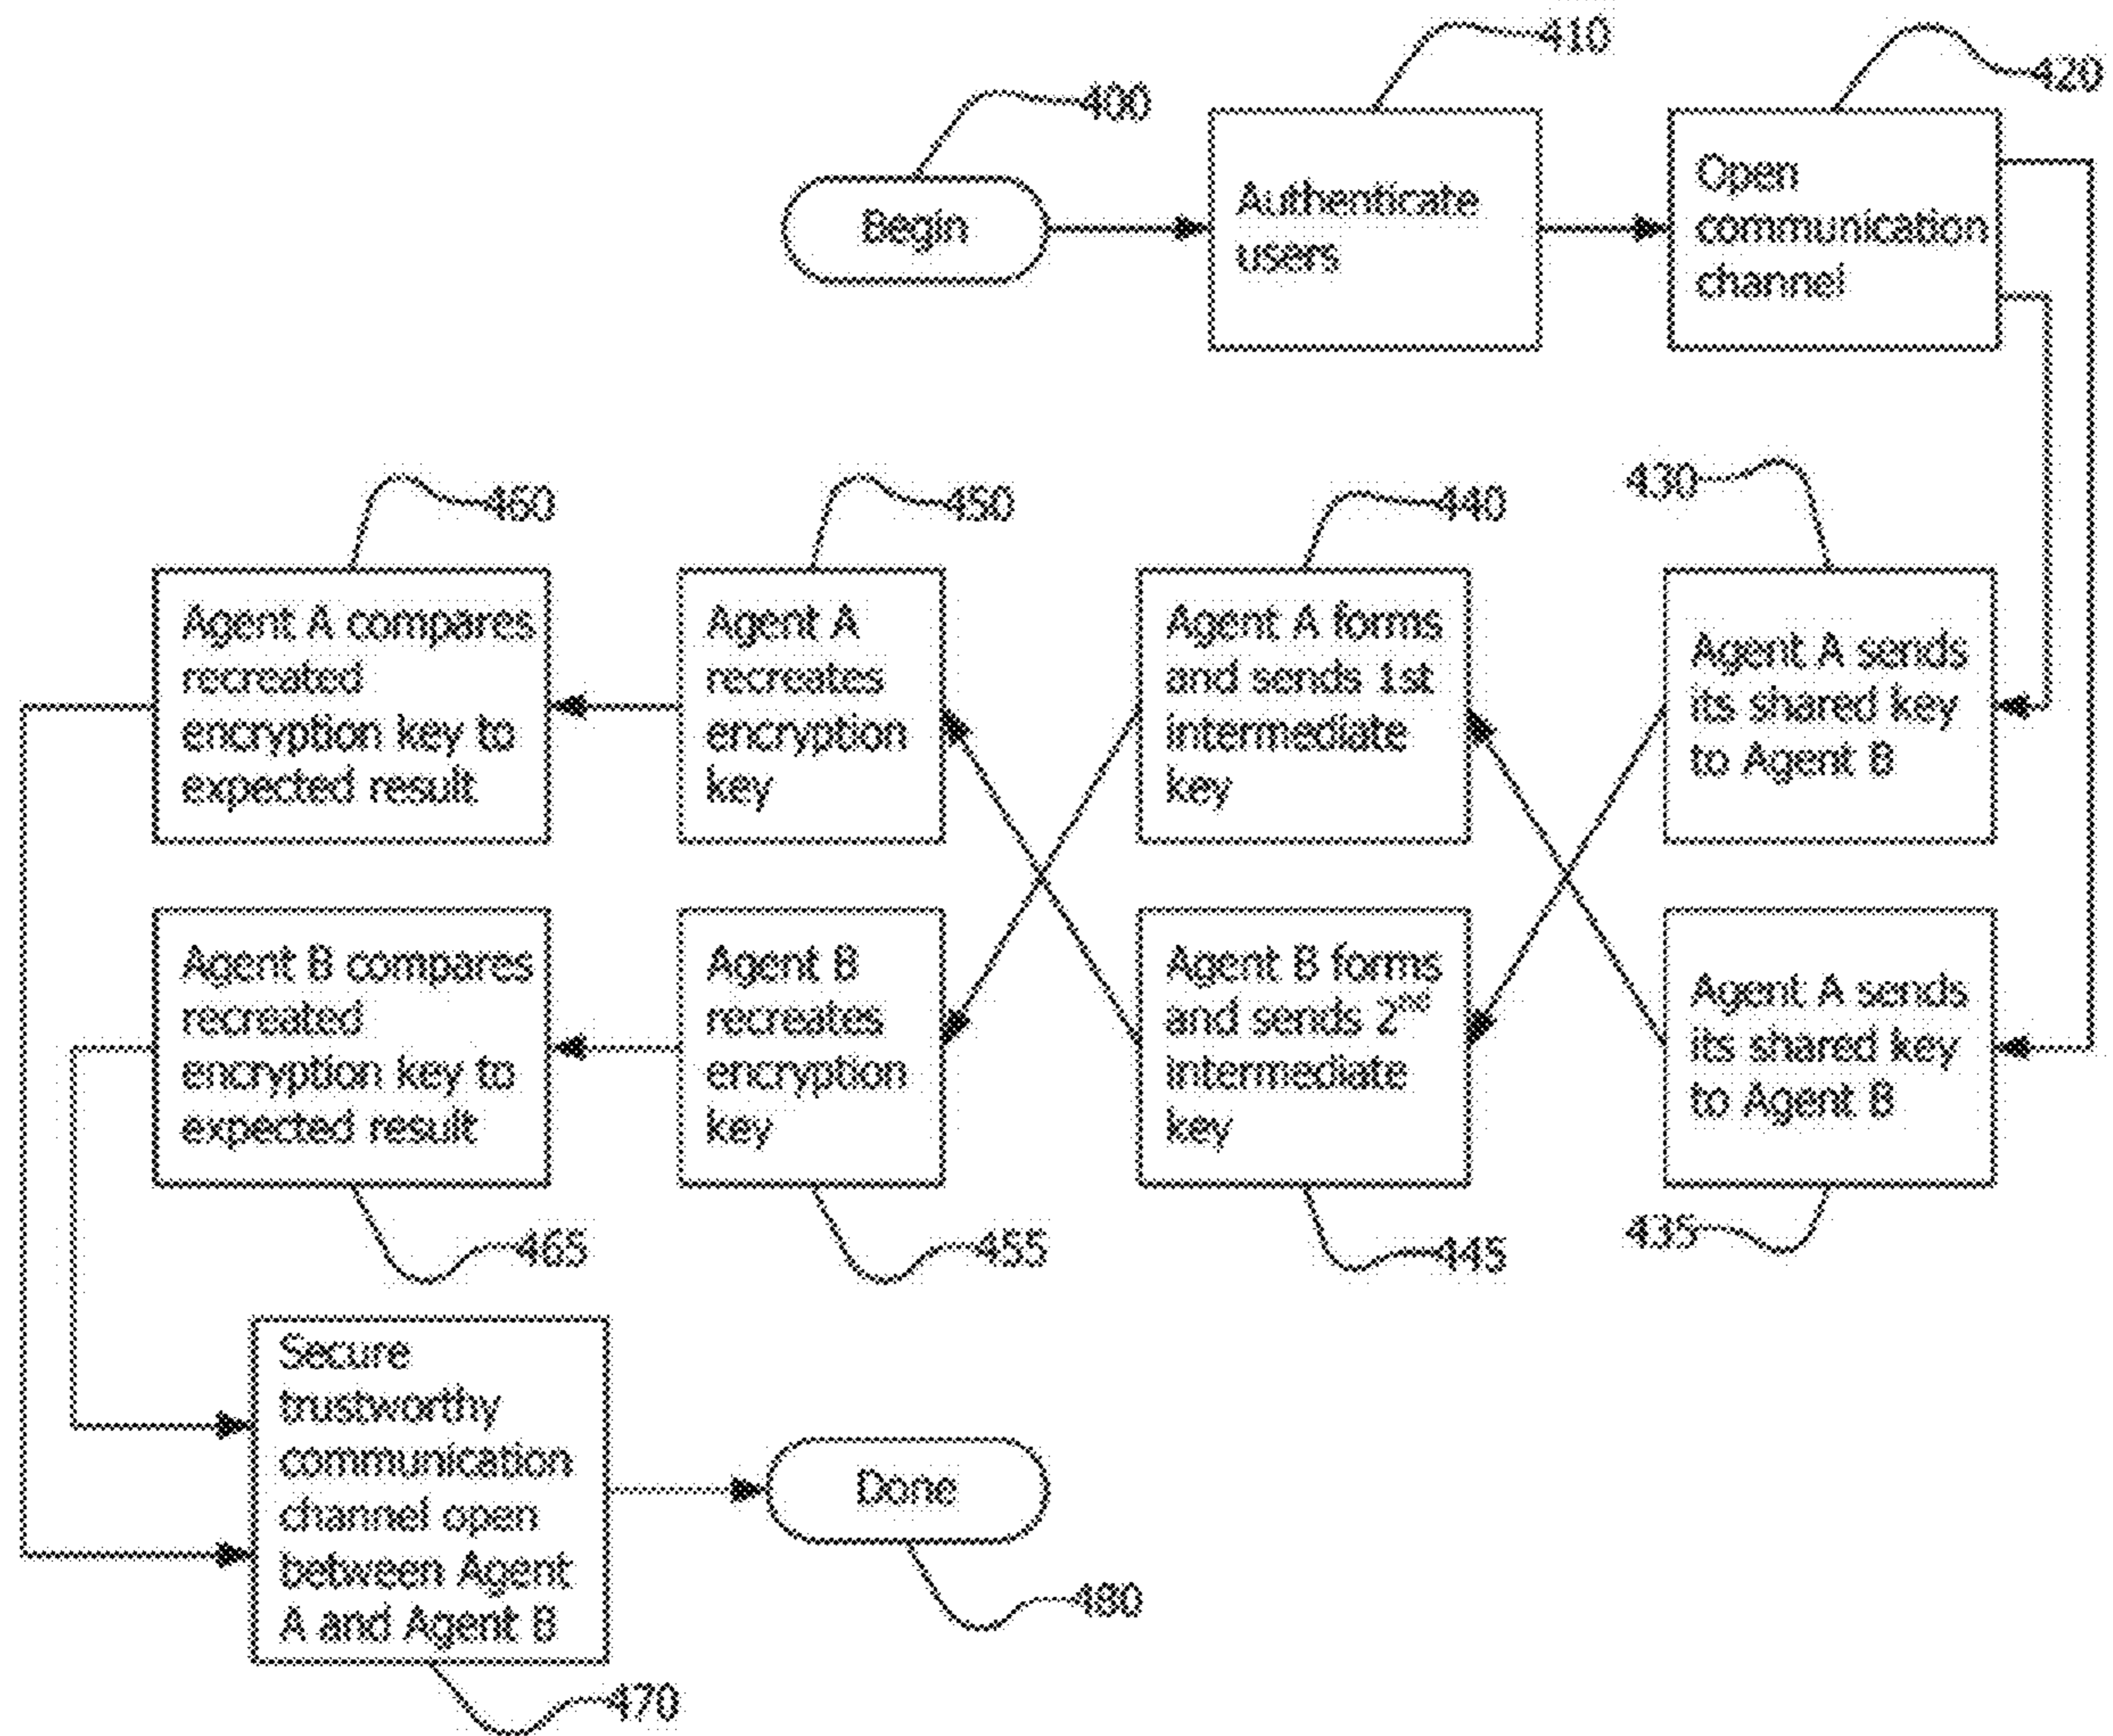 410
420
400
Begin
Authenticate
users
Open
communication
channel
460
450
440
430
Agent A compares
recreated
encryption key to
expected result
Agent A
recreates
encryption
key
Agent A forms
and sends 1st
intermediate
key
Agent A sends
its shared key
to Agent B
Agent B compares
recreated
encryption key to
expected result
Agent B
recreates
encryption
key
Agent B forms
and sends 2nd
intermediate
key
Agent A sends
its shared key
to Agent B
465
455
445
435
Secure
trustworthy
communication
channel open
between Agent
A and Agent B
Done
480
470